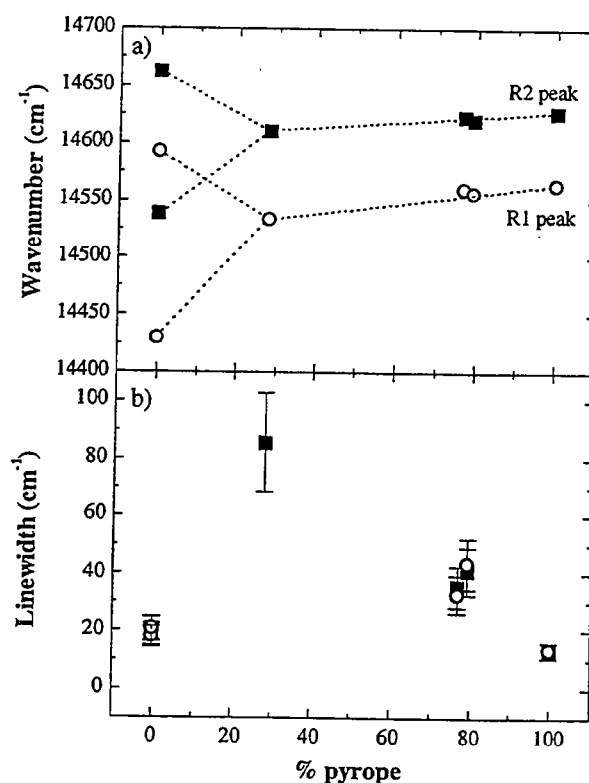 14700
a)
14650
R2 peak
14600
14550
R1 peak
14500
14450
14400
Wavenumber (cm-1)
100
b)
80
60
40
20
0
Linewidth (cm-1)
0 20 40 60 80 100
% pyrope